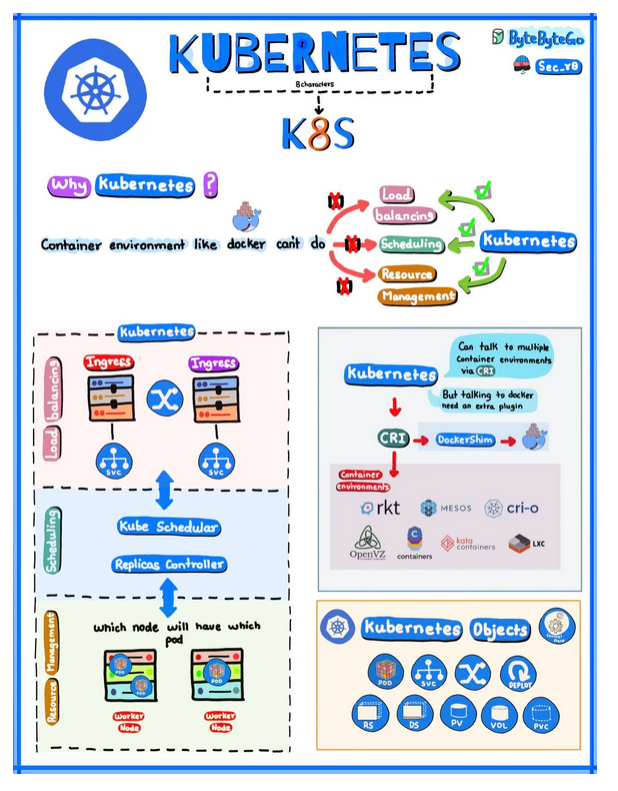 KUBERNETES
ByteByteGo
Sec_r0
8 characters
K8S
Why Kubernetes ?
Container environment like docker can't do
Load
balancing
Scheduling
Resource
Management
Kubernetes
Kubernetes
Load balancing
Ingress
Ingress
SVC
SVC
Scheduling
Kube Schedular
Replicas Controller
Resource Management
Which node will have which
pod
POD
POD
POD
Worker
Node
Worker
Node
Kubernetes
Can talk to multiple
Container environments
via CRI
But talking to docker
need an extra plugin
CRI
DockerShim
Container
environments
rkt
MESOS
cri-o
OpenVZ
C
containers
kata
containers
LXC
Kubernetes Objects
Control
Plane
POD
SVC
DEPLOY
RS
DS
PV
VOL
PVC